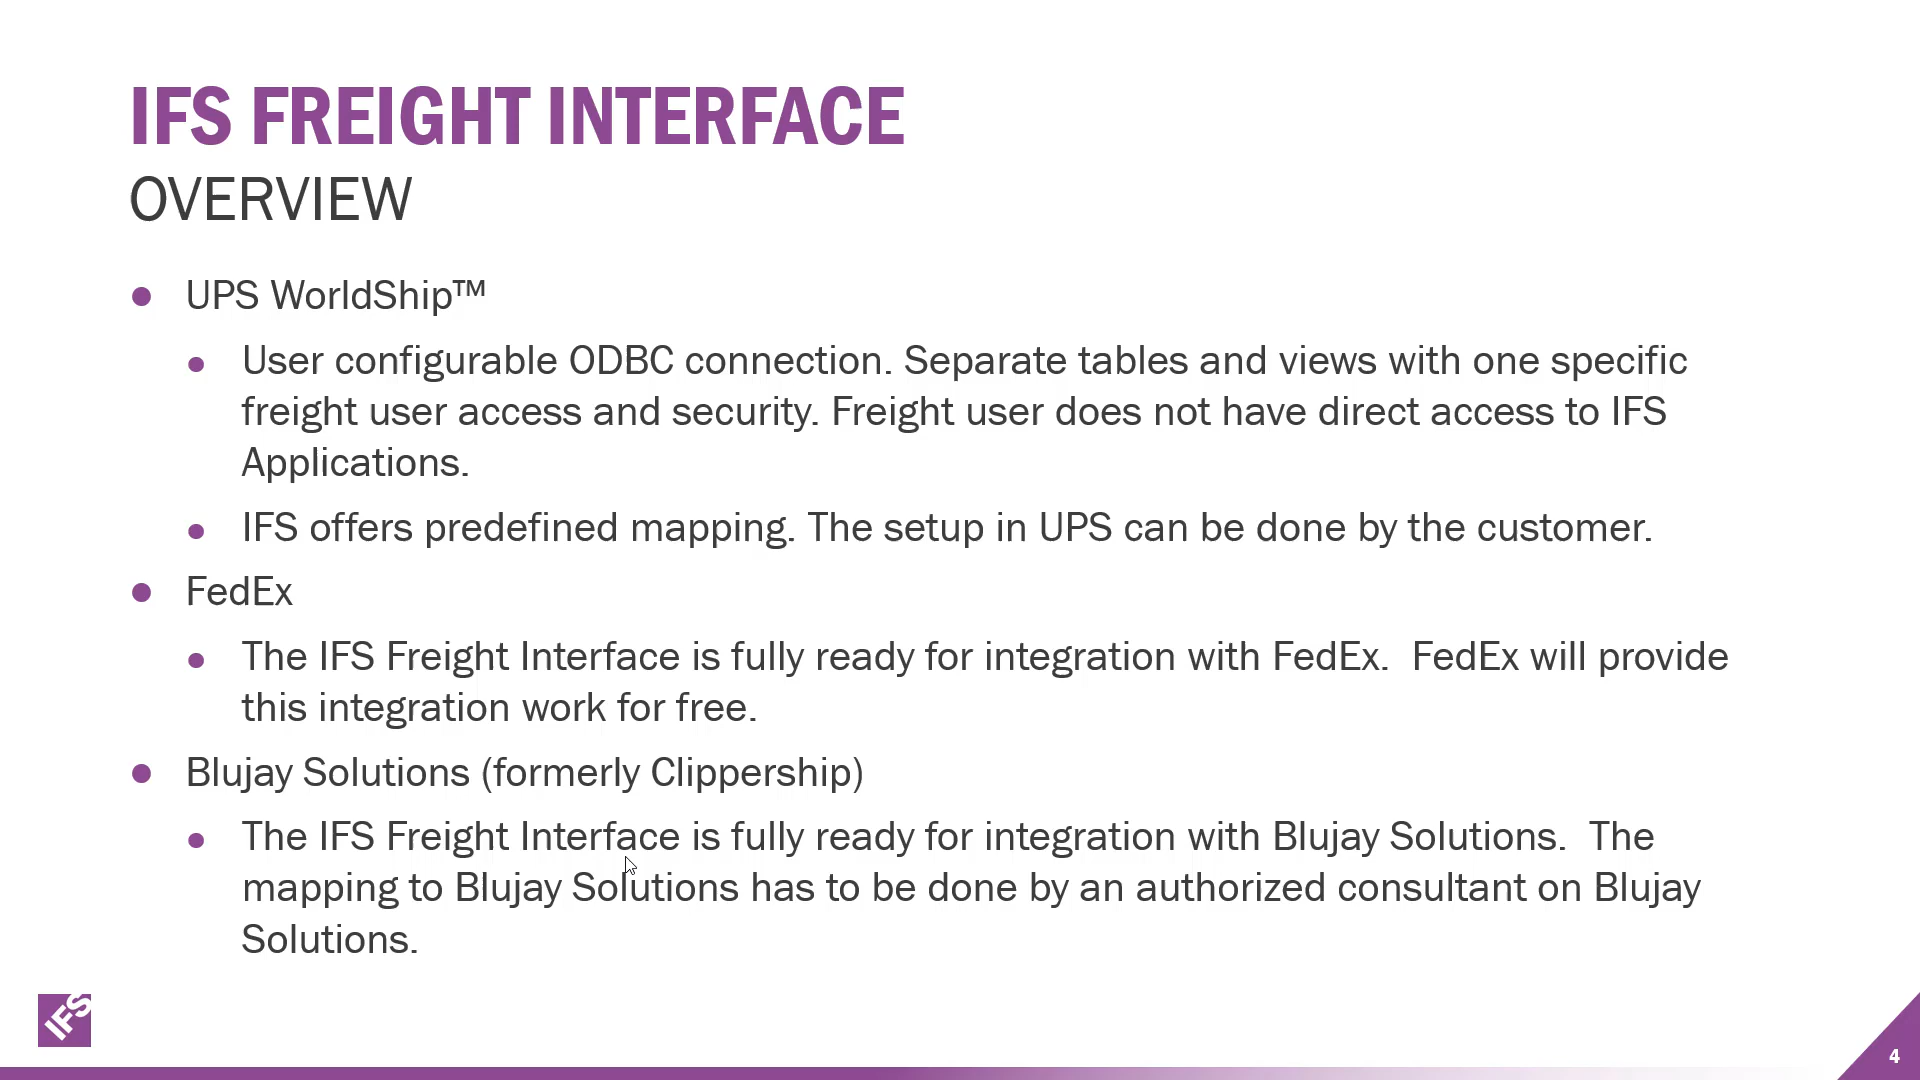 IFS FREIGHT INTERFACE
OVERVIEW
● UPS WorldShip™
● User configurable ODBC connection. Separate tables and views with one specific
freight user access and security. Freight user does not have direct access to IFS
Applications.
● IFS offers predefined mapping. The setup in UPS can be done by the customer.
● FedEx
● The IFS Freight Interface is fully ready for integration with FedEx.  FedEx will provide
this integration work for free.
● Blujay Solutions (formerly Clippership)
● The IFS Freight Interface is fully ready for integration with Blujay Solutions.  The
mapping to Blujay Solutions has to be done by an authorized consultant on Blujay
Solutions.
IFS
4